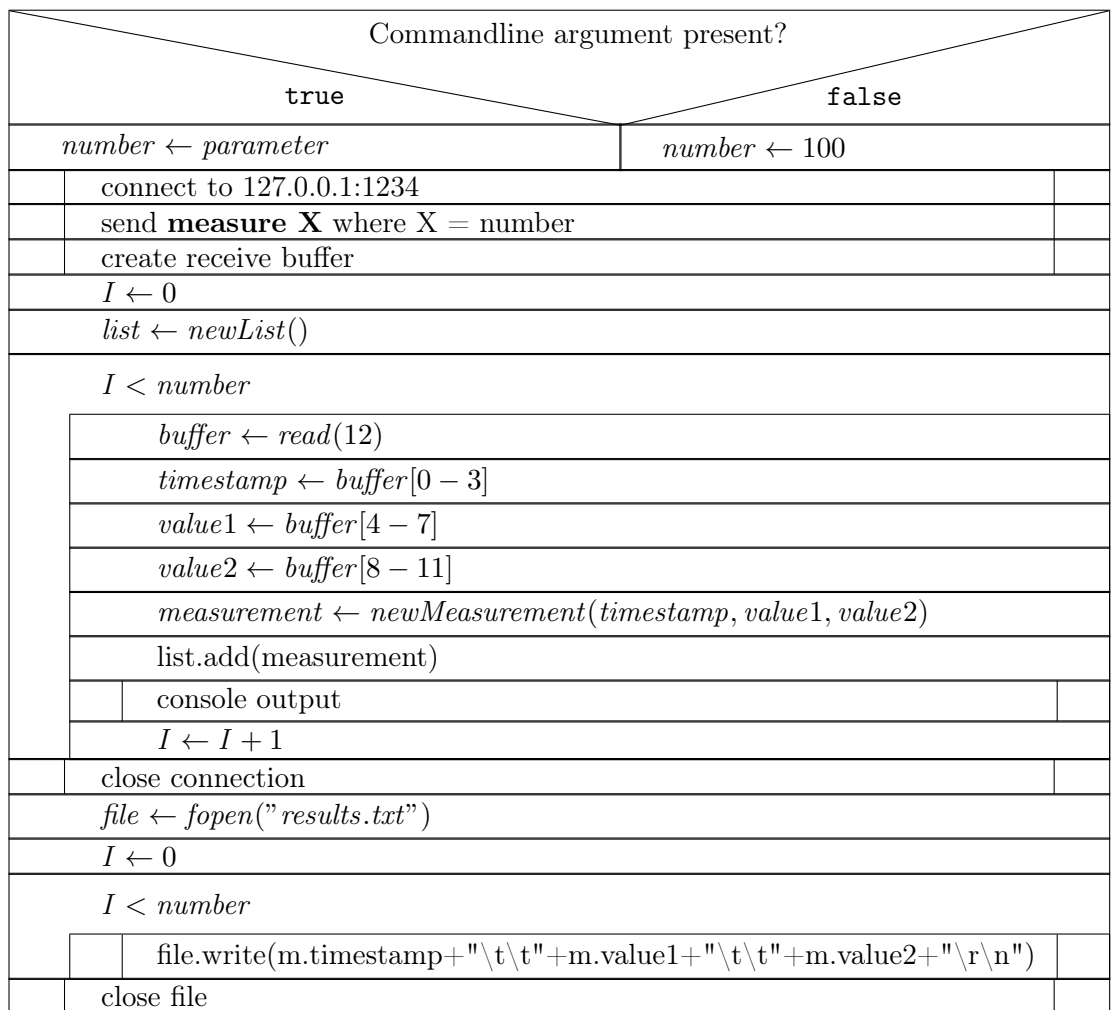 Commandline argument present?
true false
number ← parameter number ← 100
connect to 127.0.0.1:1234
send measure X where X = number
create receive buffer
I ← 0
list ← newList()
I < number
buffer ← read(12)
timestamp ← buffer[0 − 3]
value1 ← buffer[4 − 7]
value2 ← buffer[8 − 11]
measurement ← newMeasurement(timestamp, value1, value2)
list.add(measurement)
console output
I ← I + 1
close connection
file ← fopen("results.txt")
I ← 0
I < number
file.write(m.timestamp+"\t\t"+m.value1+"\t\t"+m.value2+"\r\n")
close file